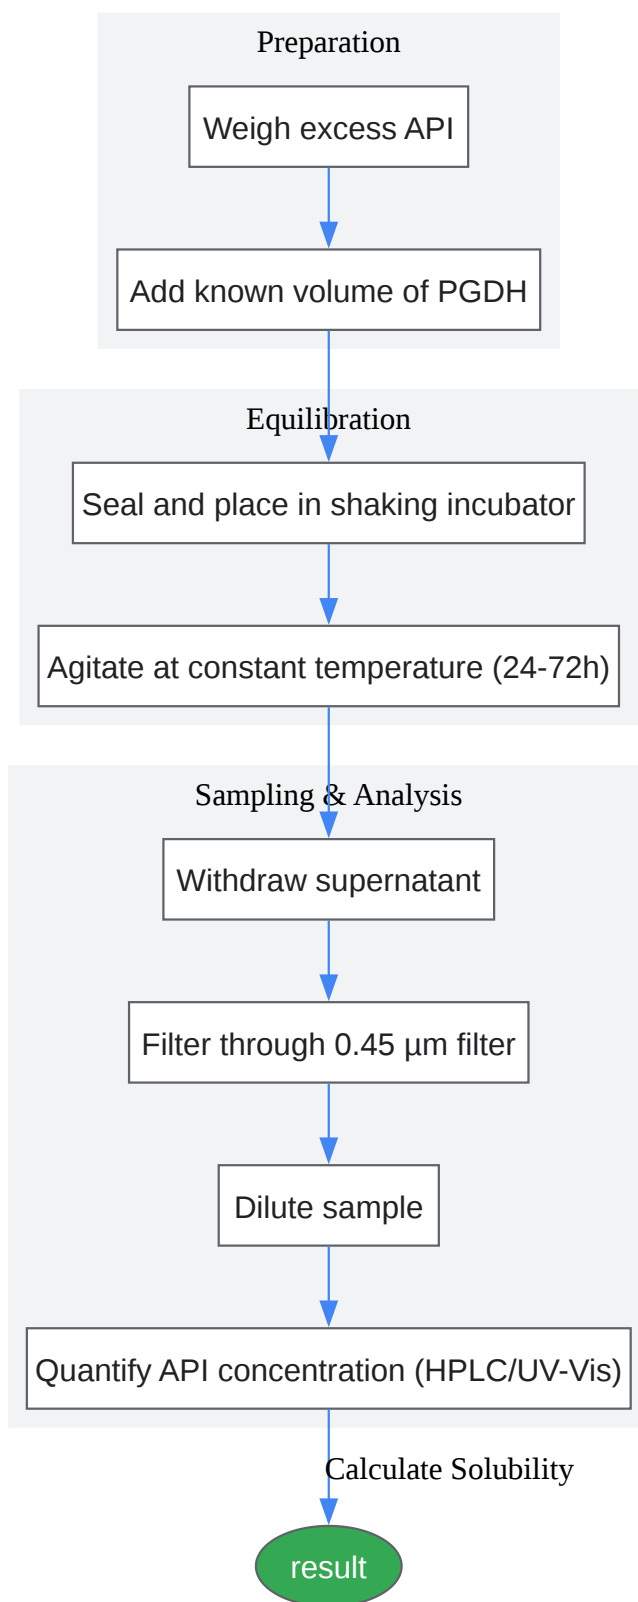 Preparation
Weigh excess API
Add known volume of PGDH
Equilibration
Seal and place in shaking incubator
Agitate at constant temperature (24-72h)
Sampling & Analysis
Withdraw supernatant
Filter through 0.45 µm filter
Dilute sample
Quantify API concentration (HPLC/UV-Vis)
Calculate Solubility
result